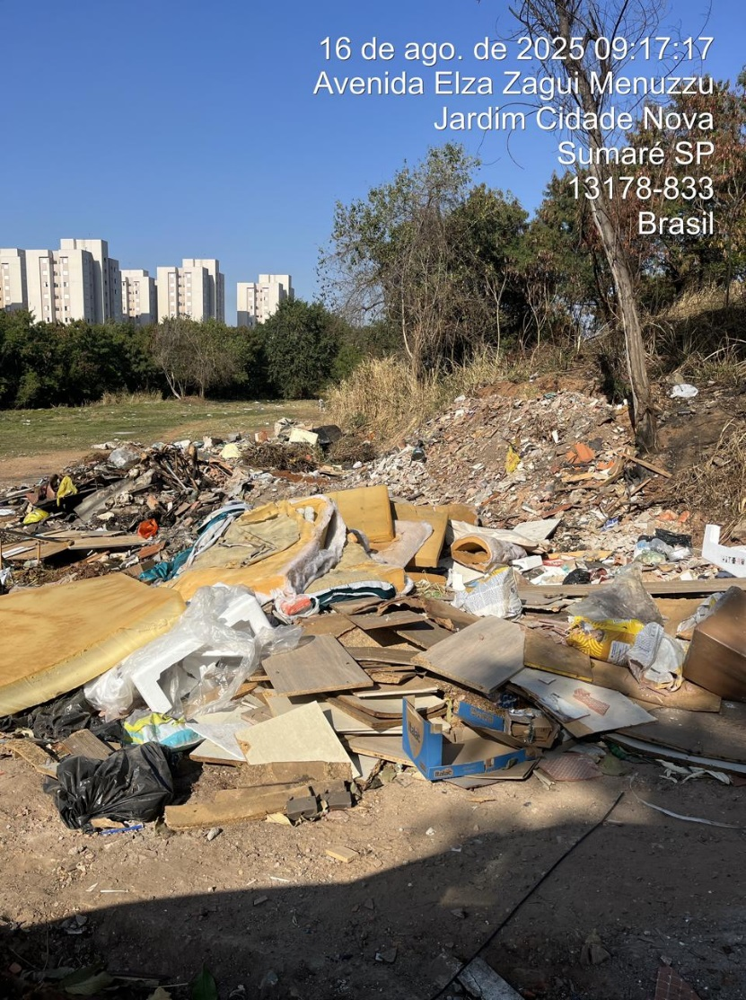 16 de ago. de 2025 09:17:17
Avenida Elza Zagui Menuzzu
Jardim Cidade Nova
Sumaré SP
13178-833
Brasil